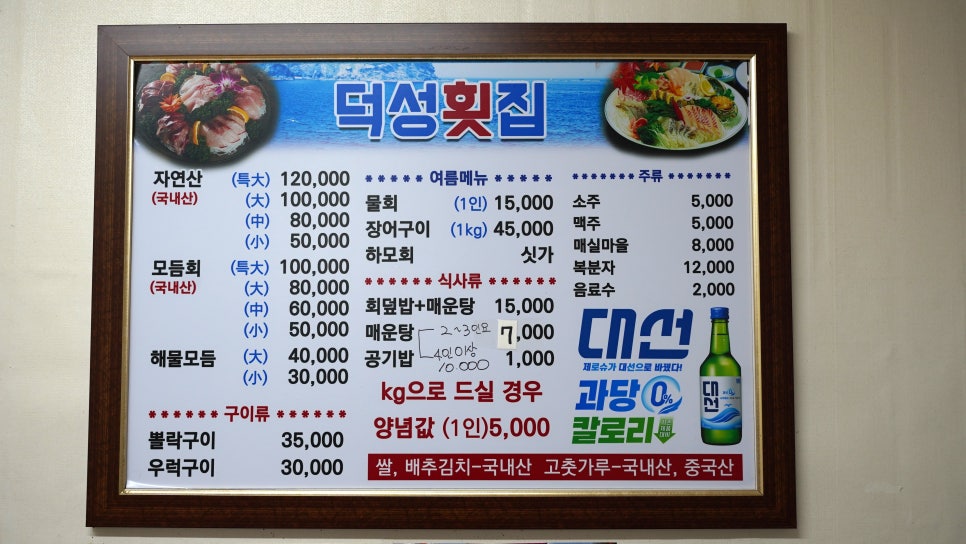 덕성횟집
자연산 (特大) 120,000
(국내산) (大) 100,000
(中) 80,000
(小) 50,000
모듬회 (特大) 100,000
(국내산) (大) 80,000
(中) 60,000
(小) 50,000
해물모듬 (大) 40,000
(小) 30,000
****** 구이류 ******
뽈락구이 35,000
우럭구이 30,000
***** 여름메뉴 *****
물회 (1인) 15,000
장어구이 (1kg) 45,000
하모회 싯가
****** 식사류 ******
회덮밥+매운탕 15,000
매운탕 2~3인요 7,000
4인이상
10.000
공기밥 1,000
kg으로 드실 경우
양념값 (1인)5,000
******* 주류 *******
소주 5,000
맥주 5,000
매실마을 8,000
복분자 12,000
음료수 2,000
대선
제로슈가 대선으로 바꿨다!
과당 0%
칼로리
대선
쌀, 배추김치-국내산 고춧가루-국내산, 중국산